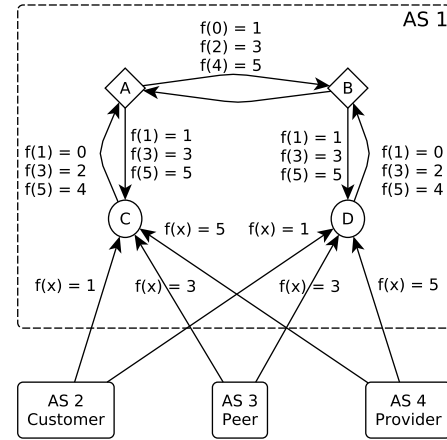 AS 1
f(0) = 1
f(2) = 3
f(4) = 5
A
B
f(1) = 0
f(3) = 2
f(5) = 4
f(1) = 1
f(3) = 3
f(5) = 5
f(1) = 1
f(3) = 3
f(5) = 5
f(1) = 0
f(3) = 2
f(5) = 4
C
D
f(x) = 5
f(x) = 1
f(x) = 1
f(x) = 3
f(x) = 3
f(x) = 5
AS 2
Customer
AS 3
Peer
AS 4
Provider